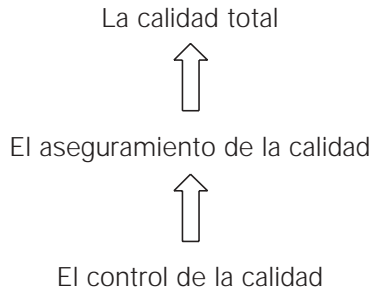 La calidad total
El aseguramiento de la calidad
El control de la calidad